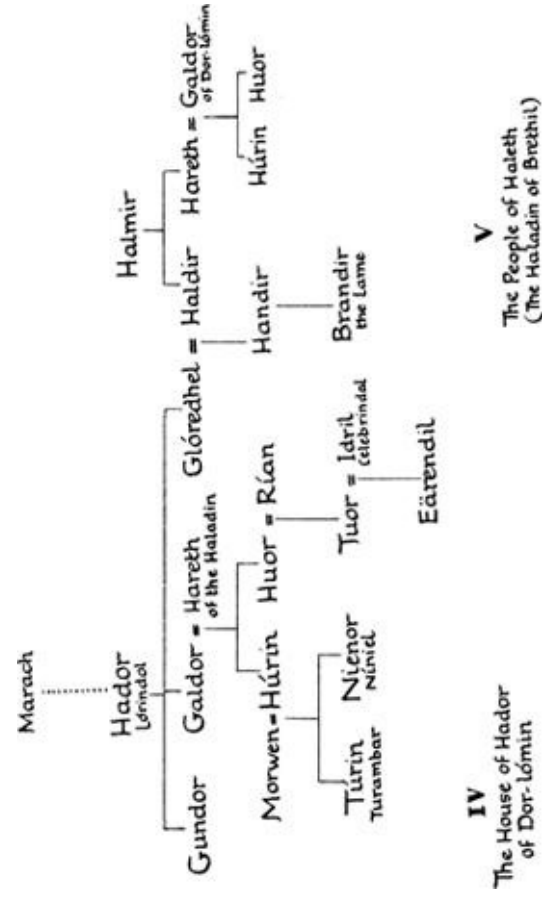 Marach
Hador
Lórindol
Halmir
Gundor Galdor = Hareth Glóredhel = Haldir Hareth = Galdor
of the Haladin of Dor-lómin
Morwen = Húrin Huor = Rían Handir Húrin Huor
Túrin Nienor Tuor = Idril Brandir
Turambar Níniel Celebrindal the Lame
Eärendil
IV
The House of Hador
of Dor-lómin
V
The People of Haleth
(The Haladin of Brethil)